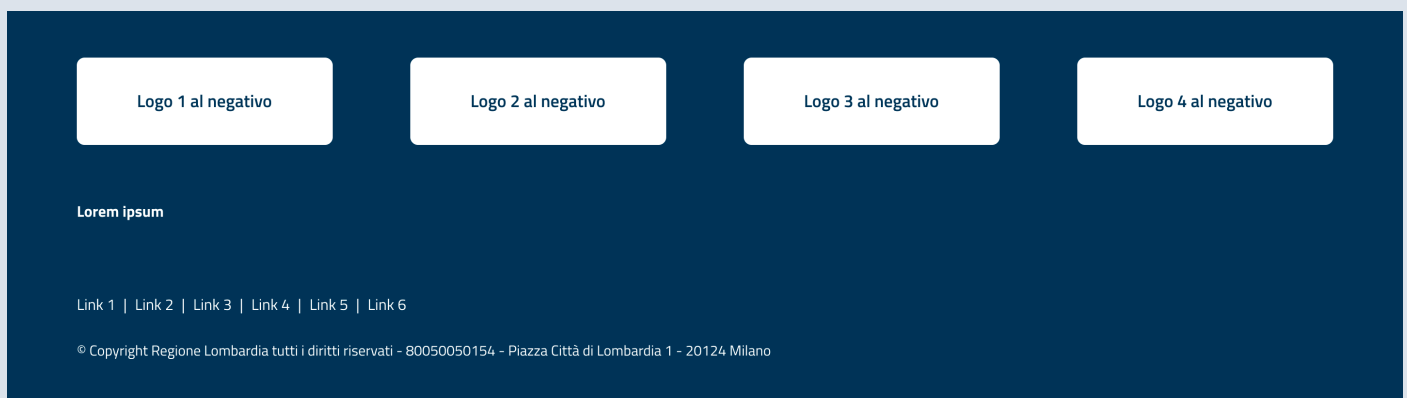 Logo 1 al negativo Logo 2 al negativo Logo 3 al negativo Logo 4 al negativo
Lorem ipsum
Link 1 | Link 2 | Link 3 | Link 4 | Link 5 | Link 6
© Copyright Regione Lombardia tutti i diritti riservati - 80050050154 - Piazza Città di Lombardia 1 - 20124 Milano